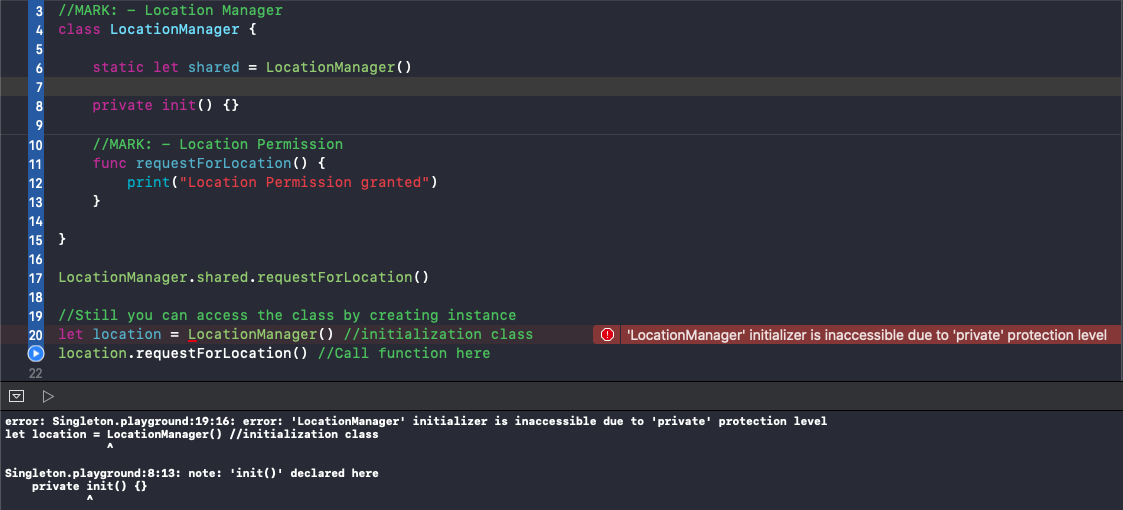 3 //MARK: - Location Manager
4 class LocationManager {
5
6 static let shared = LocationManager()
7
8 private init() {}
9
10 //MARK: - Location Permission
11 func requestForLocation() {
12 print("Location Permission granted")
13 }
14
15 }
16
17 LocationManager.shared.requestForLocation()
18
19 //Still you can access the class by creating instance
20 let location = LocationManager() //initialization class 'LocationManager' initializer is inaccessible due to 'private' protection level
location.requestForLocation() //Call function here
22
error: Singleton.playground:19:16: error: 'LocationManager' initializer is inaccessible due to 'private' protection level
let location = LocationManager() //initialization class
^
Singleton.playground:8:13: note: 'init()' declared here
private init() {}
^